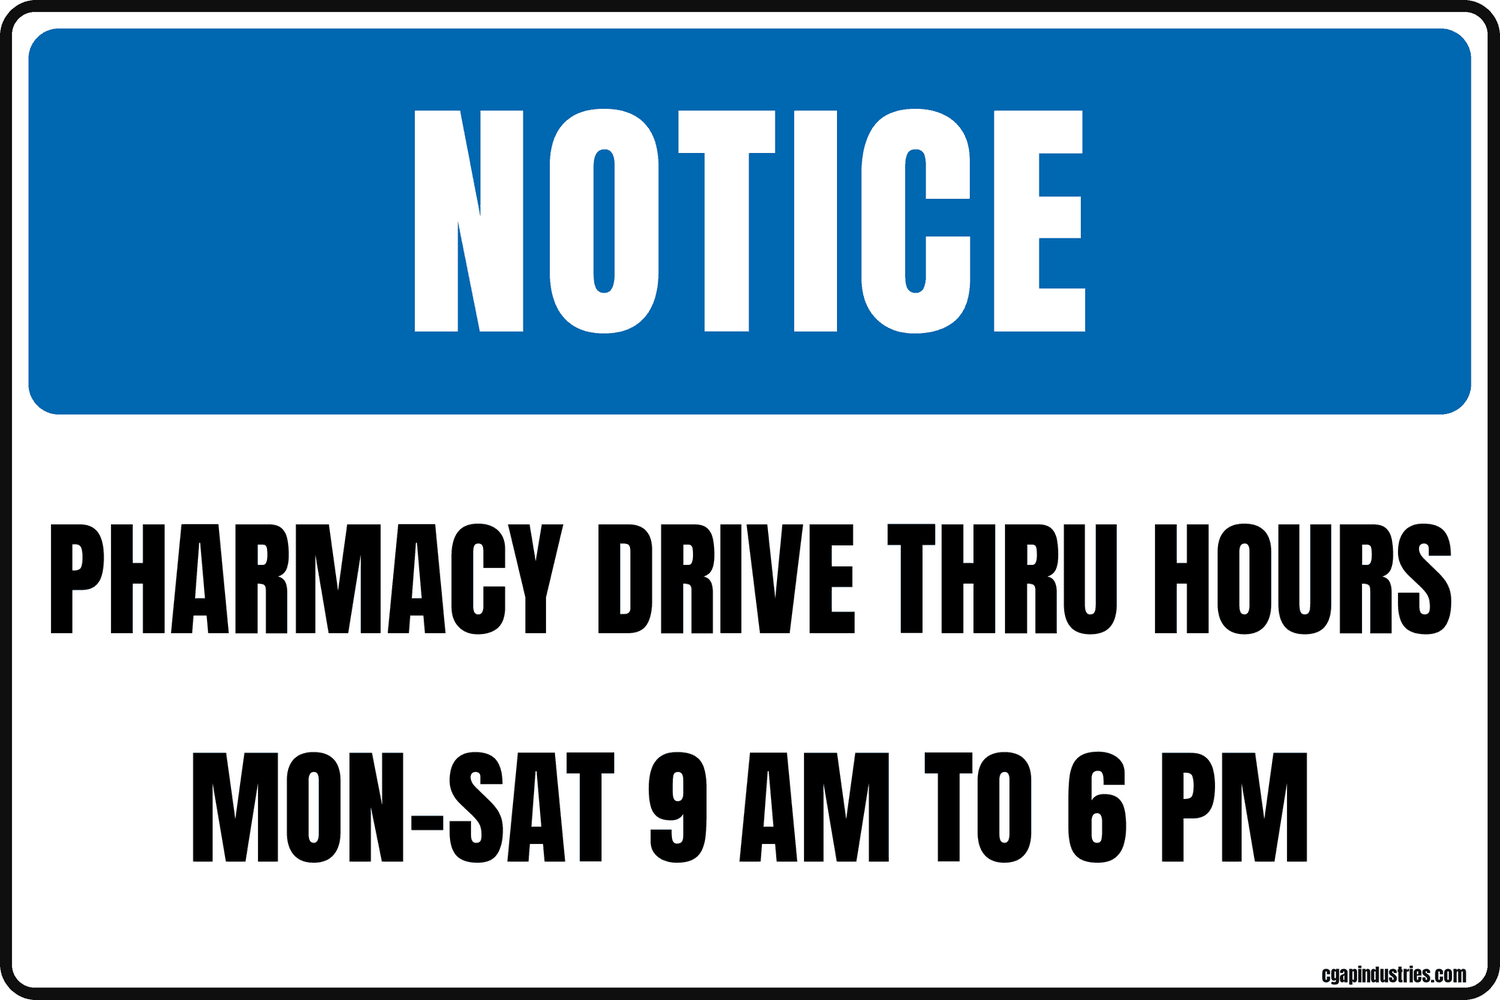 NOTICE
PHARMACY DRIVE THRU HOURS
MON-SAT 9 AM TO 6 PM
cgapindustries.com